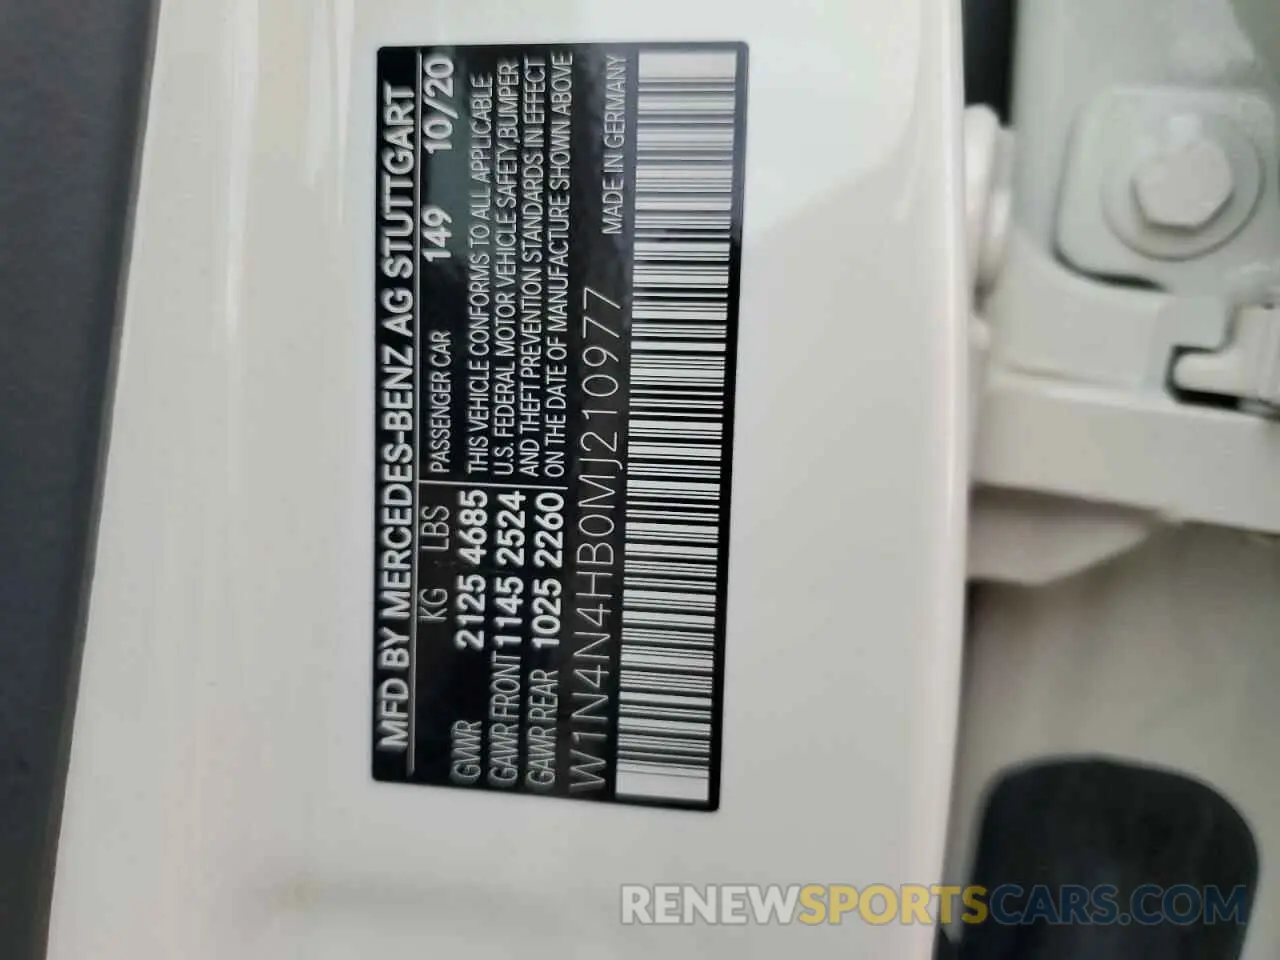 MFD BY MERCEDES-BENZ AG STUTTGART
KG LBS PASSENGER CAR 149 10/20
GVWR 2125 4685 THIS VEHICLE CONFORMS TO ALL APPLICABLE
GAWR FRONT 1145 2524 U.S. FEDERAL MOTOR VEHICLE SAFETY, BUMPER
GAWR REAR 1025 2260 AND THEFT PREVENTION STANDARDS IN EFFECT
ON THE DATE OF MANUFACTURE SHOWN ABOVE
W1N4N4HB0MJ210977 MADE IN GERMANY
RENEWSPORTSCARS.COM